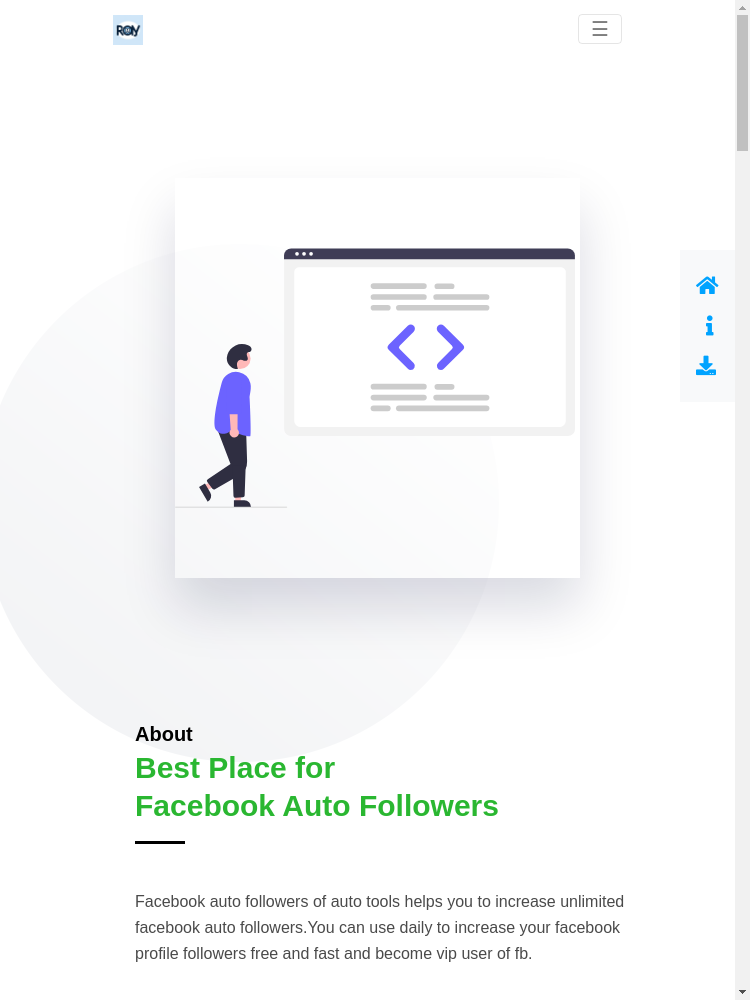 ROY
About
Best Place for
Facebook Auto Followers
Facebook auto followers of auto tools helps you to increase unlimited
facebook auto followers.You can use daily to increase your facebook
profile followers free and fast and become vip user of fb.